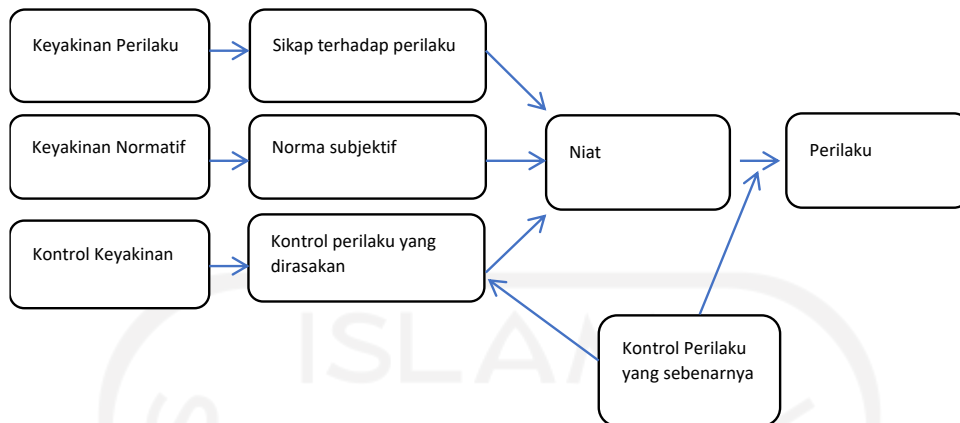 Keyakinan Perilaku
Sikap terhadap perilaku
Keyakinan Normatif
Norma subjektif
Niat
Perilaku
Kontrol Keyakinan
Kontrol perilaku yang
dirasakan
Kontrol Perilaku
yang sebenarnya